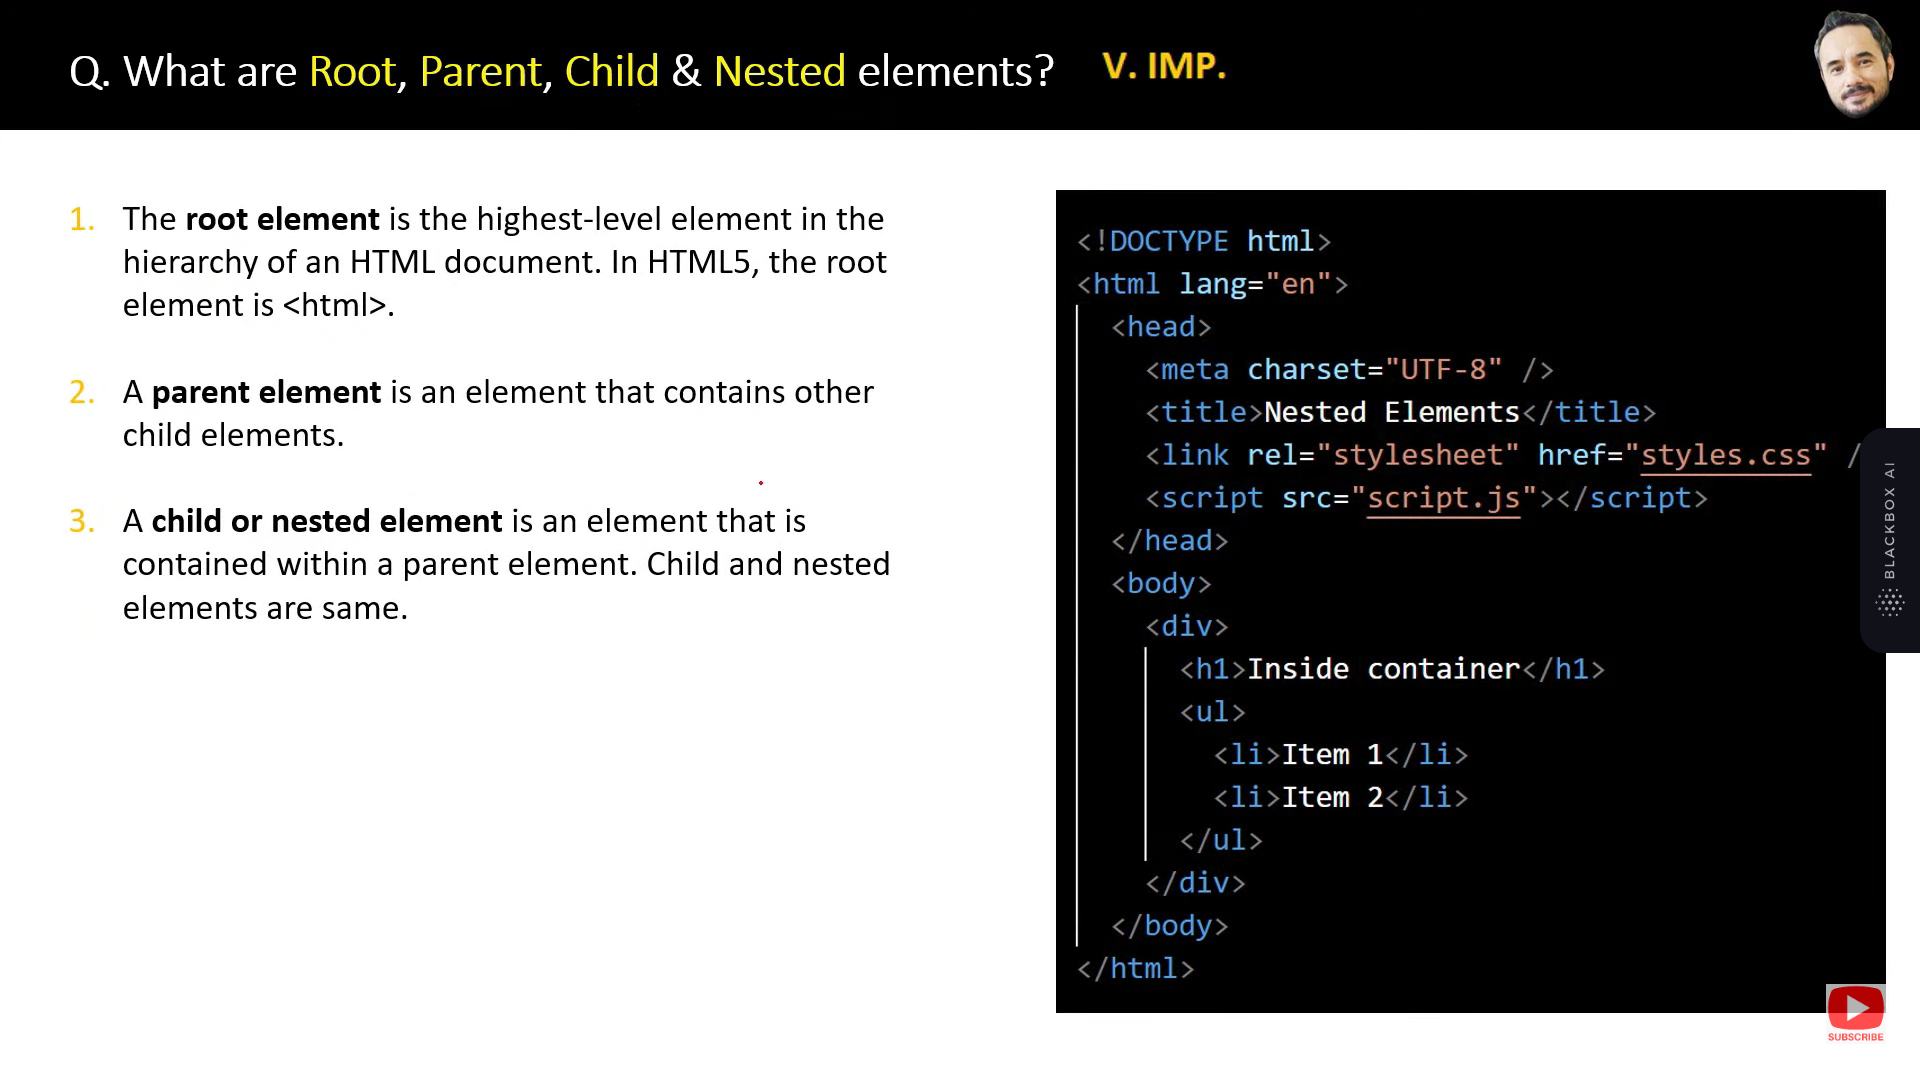 Q. What are Root, Parent, Child & Nested elements? V. IMP.
1. The root element is the highest-level element in the
hierarchy of an HTML document. In HTML5, the root
element is <html>.
2. A parent element is an element that contains other
child elements.
3. A child or nested element is an element that is
contained within a parent element. Child and nested
elements are same.
<!DOCTYPE html>
<html lang="en">
<head>
<meta charset="UTF-8" />
<title>Nested Elements</title>
<link rel="stylesheet" href="styles.css" /
<script src="script.js"></script>
</head>
<body>
<div>
<h1>Inside container</h1>
<ul>
<li>Item 1</li>
<li>Item 2</li>
</ul>
</div>
</body>
</html>
BLACKBOX AI
SUBSCRIBE